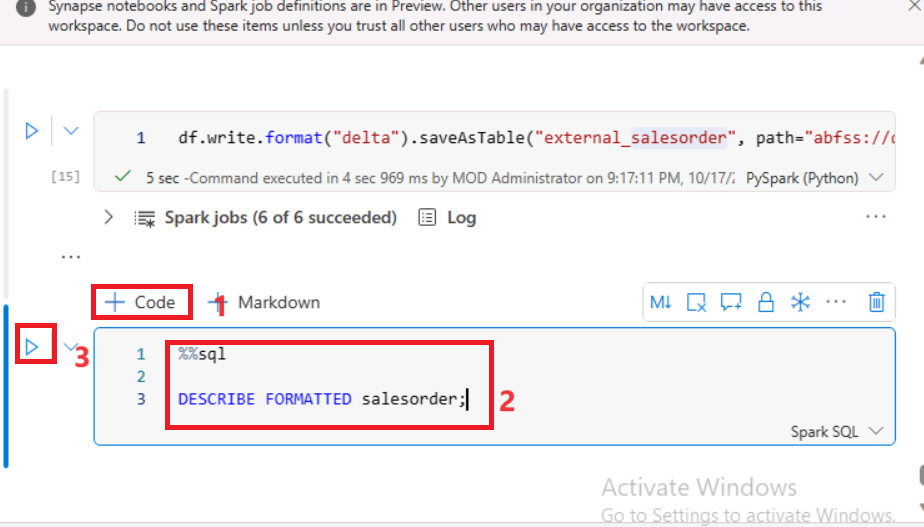 Synapse notebooks and Spark job definitions are in Preview. Other users in your organization may have access to this
workspace. Do not use these items unless you trust all other users who may have access to the workspace.
1 df.write.format("delta").saveAsTable("external_salesorder", path="abfss://
[15] 5 sec -Command executed in 4 sec 969 ms by MOD Administrator on 9:17:11 PM, 10/17/ PySpark (Python)
Spark jobs (6 of 6 succeeded) Log ...
...
+ Code 1 + Markdown M↓ ...
3
1 %%sql
2
3 DESCRIBE FORMATTED salesorder; 2
Spark SQL
Activate Windows
Go to Settings to activate Windows.